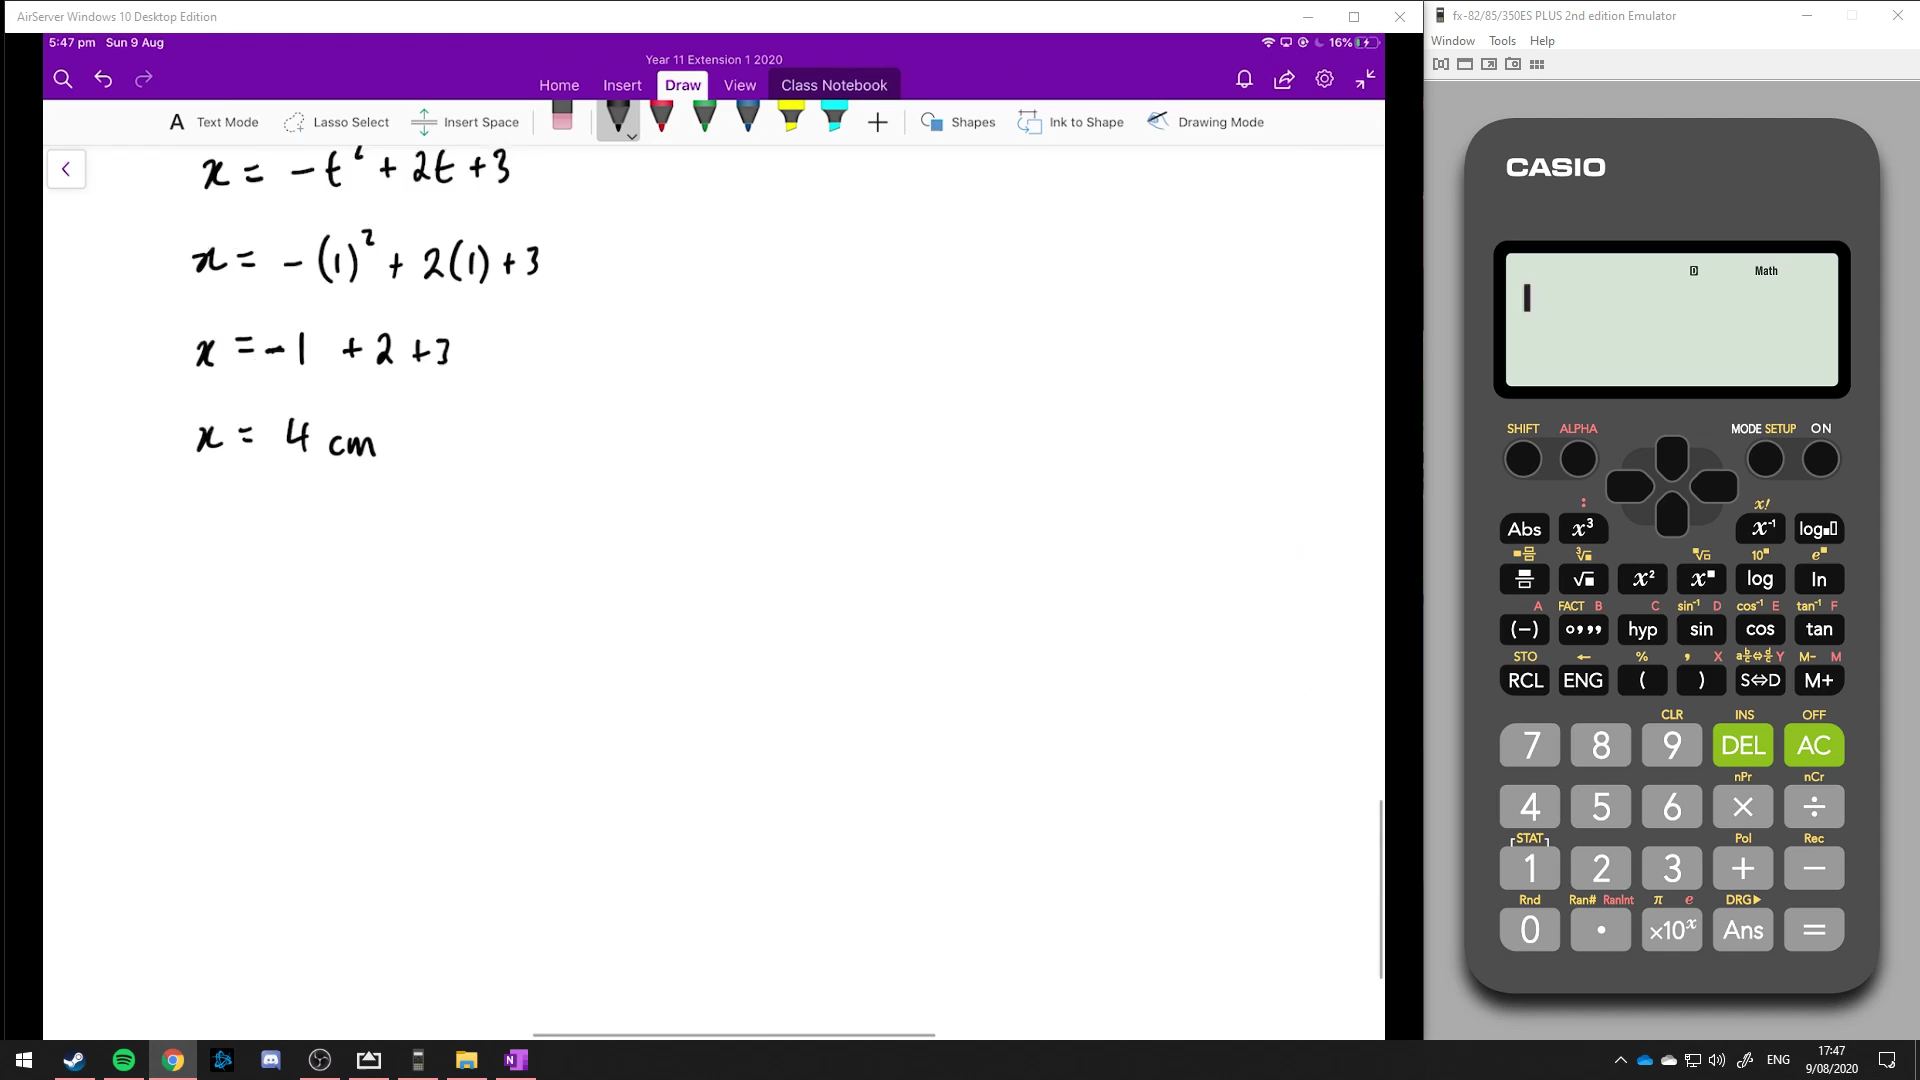 AirServer Windows 10 Desktop Edition
5:47 pm Sun 9 Aug
16%
Year 11 Extension 1 2020
Home Insert Draw View Class Notebook
A Text Mode Lasso Select Insert Space Shapes Ink to Shape Drawing Mode
x = -t² + 2t + 3
x = -(1)² + 2(1) + 3
x = -1 + 2 + 3
x = 4 cm
fx-82/85/350ES PLUS 2nd edition Emulator
Window Tools Help
CASIO
D Math
SHIFT ALPHA MODE SETUP ON
: x!
Abs x³ x⁻¹ log■□
■√□ 10■ e■
³√■
√■ x² x■ log ln
A FACT B C sin⁻¹ D cos⁻¹ E tan⁻¹ F
(−) °,,, hyp sin cos tan
STO ← % , X a b/c⇔d/c Y M− M
RCL ENG ( ) S⇔D M+
CLR INS OFF
7 8 9 DEL AC
nPr nCr
4 5 6 × ÷
STAT Pol Rec
1 2 3 + −
Rnd Ran# RanInt π e DRG▶
0 . ×10ˣ Ans =
ENG
17:47
9/08/2020